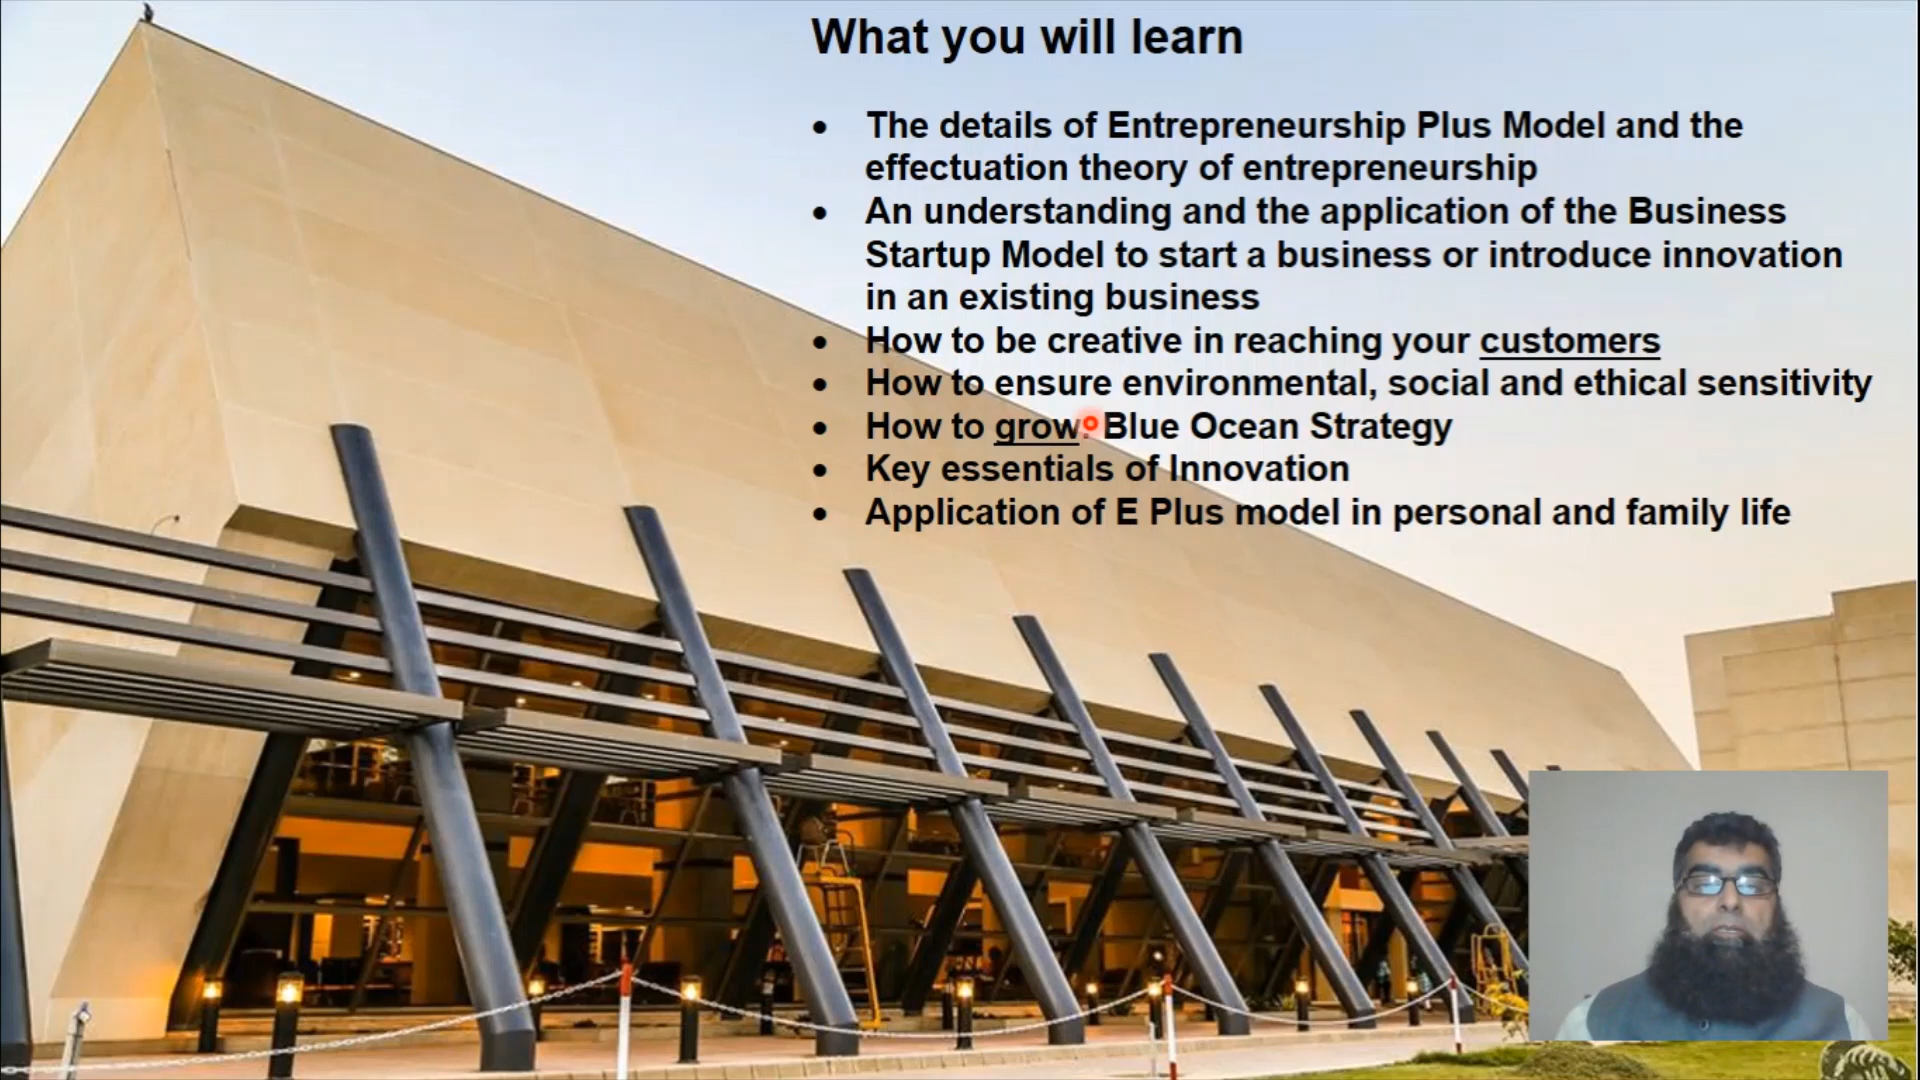 What you will learn
• The details of Entrepreneurship Plus Model and the
effectuation theory of entrepreneurship
• An understanding and the application of the Business
Startup Model to start a business or introduce innovation
in an existing business
• How to be creative in reaching your customers
• How to ensure environmental, social and ethical sensitivity
• How to grow: Blue Ocean Strategy
• Key essentials of Innovation
• Application of E Plus model in personal and family life